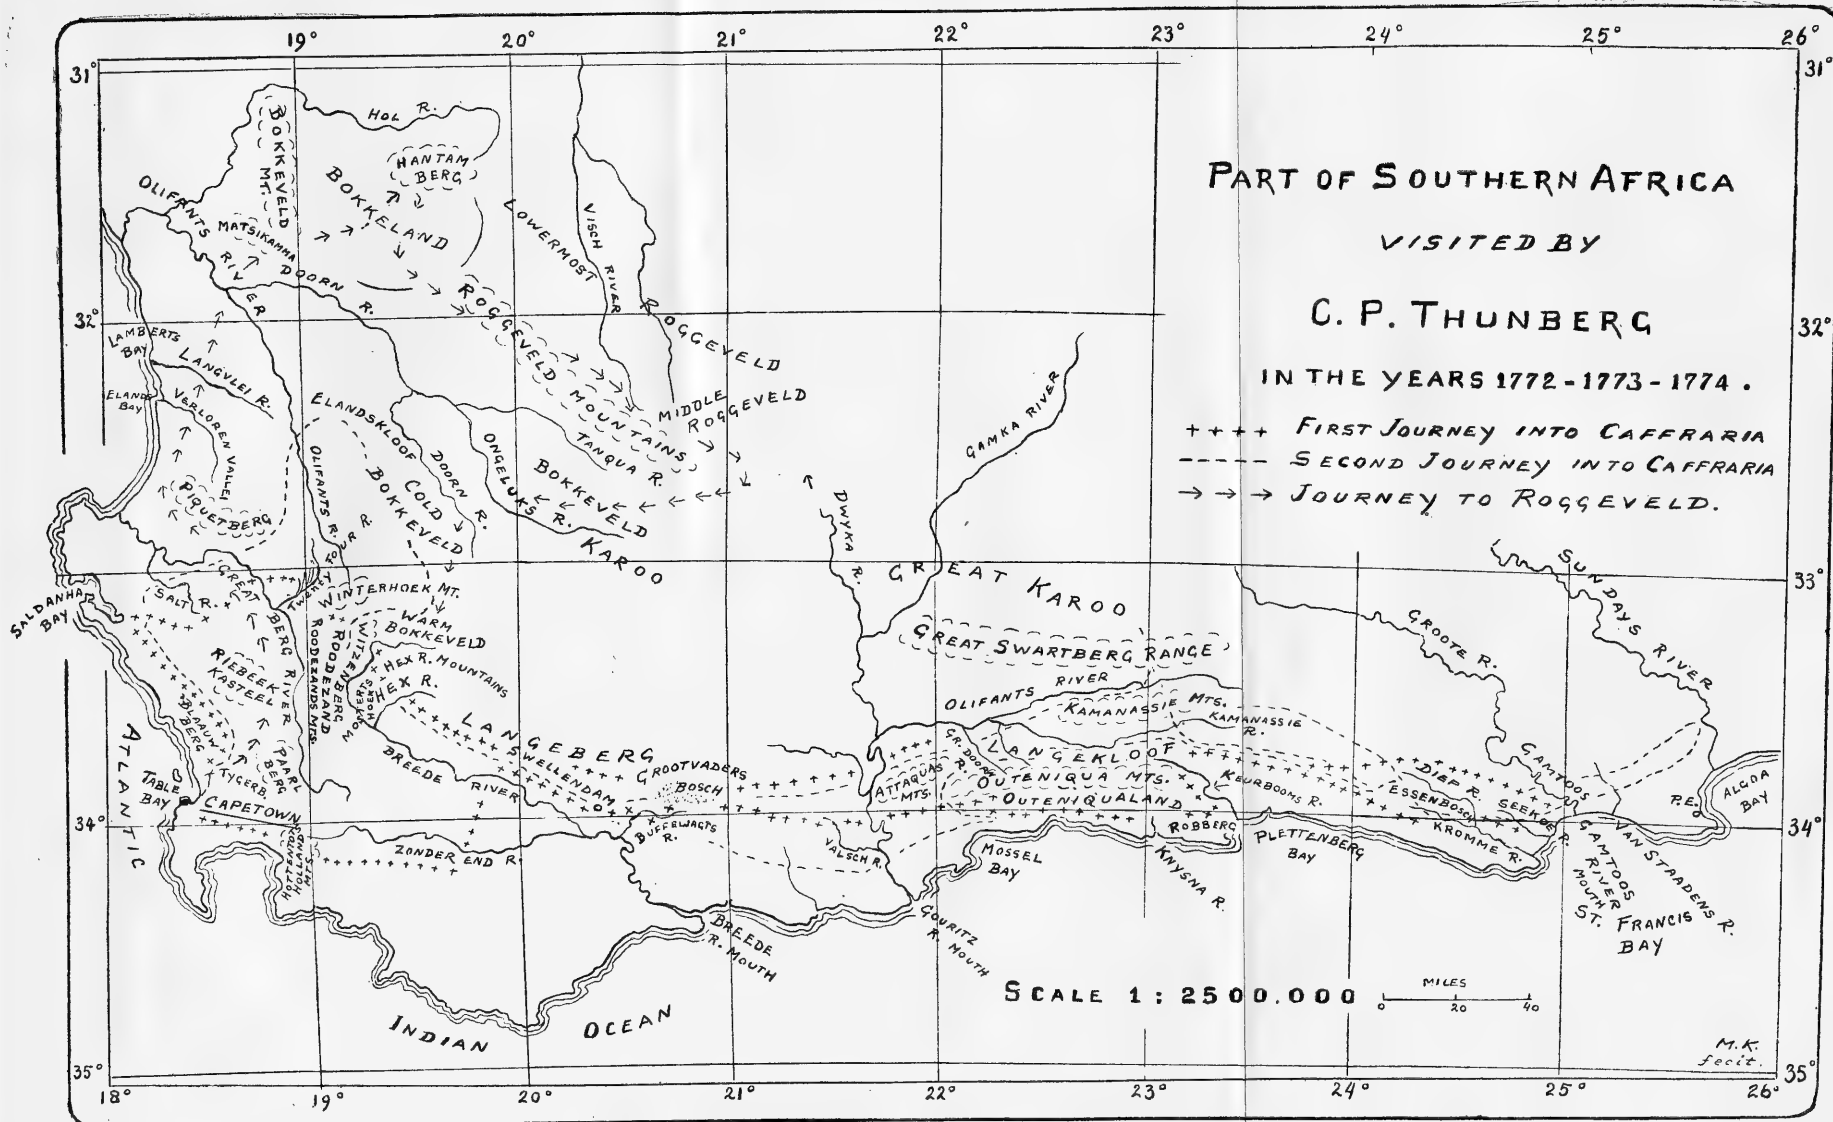 19° 20° 21° 22° 23° 24° 25° 26°
31° 31°
PART OF SOUTHERN AFRICA
VISITED BY
C. P. THUNBERG
IN THE YEARS 1772-1773-1774.
++++ FIRST JOURNEY INTO CAFFRARIA
----- SECOND JOURNEY INTO CAFFRARIA
→ → → JOURNEY TO ROGGEVELD.
HOL R.
BOKKEVELD MT.
HANTAM
BERG
BOKKELAND
OLIFANTS RIVER
MATSIKAMMA
DOORN R.
LOWERMOST ROGGEVELD
VISCH RIVER
ROGGEVELD MOUNTAINS
MIDDLE
ROGGEVELD
32° 32°
LAMBERTS
BAY
LANGVLEI R.
ELANDS
BAY
VERLOREN VALLEI
PIQUETBERG
ELANDSKLOOF
OLIFANTS R.
DOORN R.
COLD
BOKKEVELD
ONGELUKS R.
TANQUA R.
BOKKEVELD
KAROO
GAMKA RIVER
DWYKA R.
GREAT
KAROO
33°
SUNDAYS RIVER
GROOTE R.
SALDANHA
BAY
SALT R.
GREAT BERG RIVER
TWENTY FOUR R.
WINTERHOEK MT.
WARM
BOKKEVELD
WITZENBERG
ROODEZAND
ROODEZANDS MTS.
MOSTERTSHOEK
HEX R. MOUNTAINS
HEX R.
RIEBEEK
KASTEEL
BLAAUWBERG
PAARL
BERG
TYGERB.
TABLE
BAY
CAPETOWN
ATLANTIC
GREAT SWARTBERG RANGE
OLIFANTS RIVER
KAMANASSIE MTS.
KAMANASSIE
R.
LANGEBERG
SWELLENDAM
GROOTVADERS
BOSCH
BREEDE
RIVER
BUFFELJAGTS
R.
ZONDER END R.
HOTTENTOTS
HOLLAND
MTS.
ATTAQUAS
MTS.
GR. DOORN R.
LANGEKLOOF
OUTENIQUA MTS.
OUTENIQUALAND
KEURBOOMS R.
ROBBERG
DIEP R.
ESSENBOSCH
SEEKOE R.
KROMME R.
GAMTOOS
P.E.
ALGOA
BAY
34° 34°
VALSCH R.
MOSSEL
BAY
KNYSNA R.
PLETTENBERG
BAY
VAN STAADENS R.
GAMTOOS
RIVER
MOUTH
ST. FRANCIS
BAY
BREEDE
R. MOUTH
GOURITZ
R. MOUTH
SCALE 1 : 2500.000
MILES
0 20 40
INDIAN OCEAN
M.K.
fecit.
35° 35°
18° 19° 20° 21° 22° 23° 24° 25° 26°